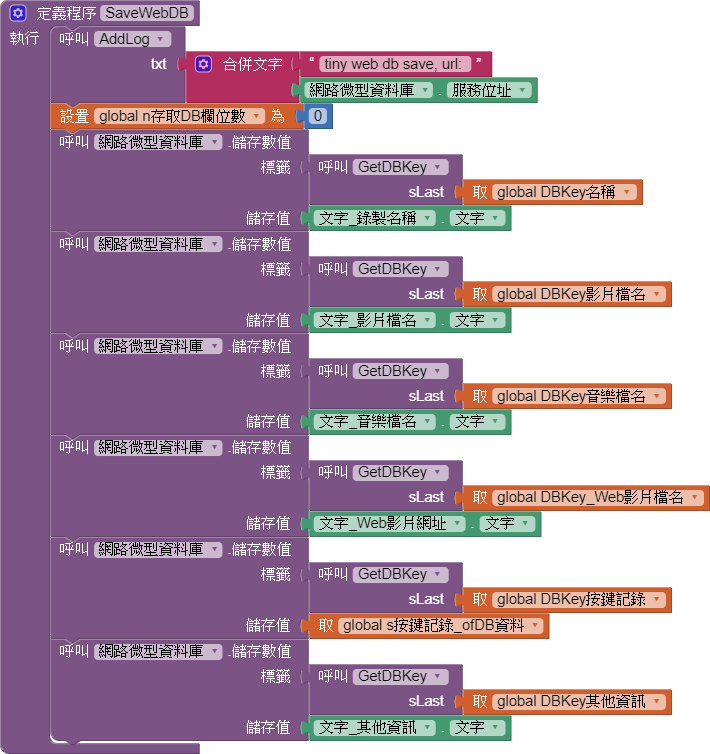 定義程序 SaveWebDB
執行 呼叫 AddLog
txt 合併文字 “ tiny web db save, url: ”
網路微型資料庫 . 服務位址
設置 global n存取DB欄位數 為 0
呼叫 網路微型資料庫 .儲存數值
標籤 呼叫 GetDBKey
sLast 取 global DBKey名稱
儲存值 文字_錄製名稱 . 文字
呼叫 網路微型資料庫 .儲存數值
標籤 呼叫 GetDBKey
sLast 取 global DBKey影片檔名
儲存值 文字_影片檔名 . 文字
呼叫 網路微型資料庫 .儲存數值
標籤 呼叫 GetDBKey
sLast 取 global DBKey音樂檔名
儲存值 文字_音樂檔名 . 文字
呼叫 網路微型資料庫 .儲存數值
標籤 呼叫 GetDBKey
sLast 取 global DBKey_Web影片檔名
儲存值 文字_Web影片網址 . 文字
呼叫 網路微型資料庫 .儲存數值
標籤 呼叫 GetDBKey
sLast 取 global DBKey按鍵記錄
儲存值 取 global s按鍵記錄_ofDB資料
呼叫 網路微型資料庫 .儲存數值
標籤 呼叫 GetDBKey
sLast 取 global DBKey其他資訊
儲存值 文字_其他資訊 . 文字